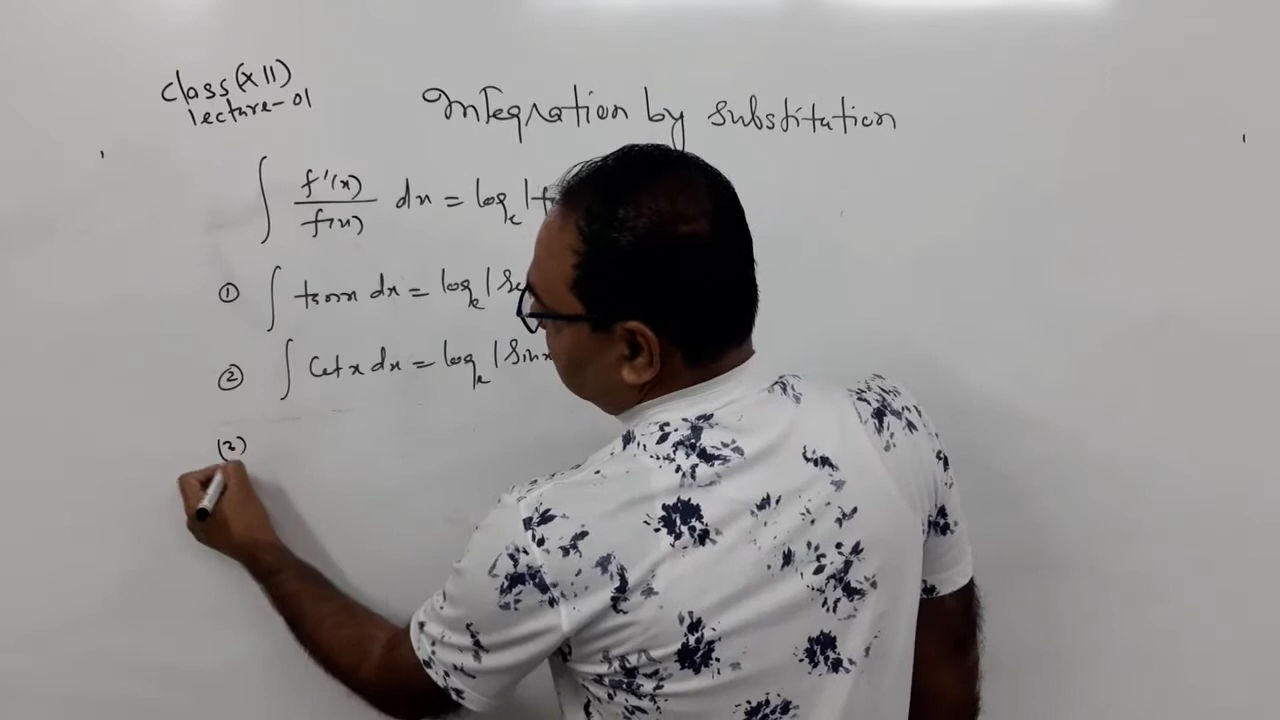 Class(XII)
lecture-01
Integration by substitution
∫ f'(x)/f(x) dx = log_e |f
① ∫ tanx dx = log_e |Se
② ∫ Cot x dx = log_e |Sinx
(3)